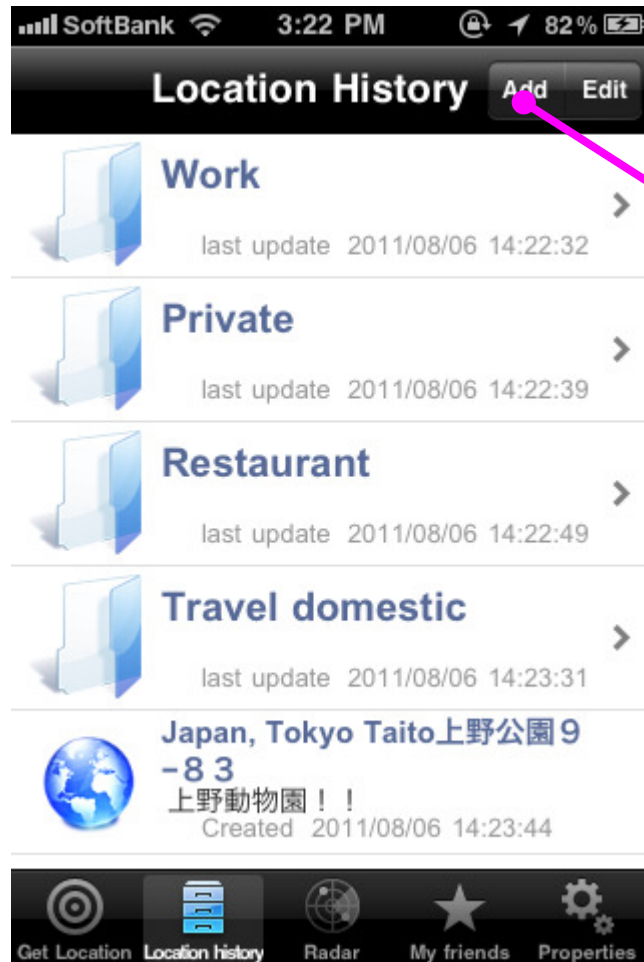 SoftBank 3:22 PM 82%
Location History Add Edit
Work
last update 2011/08/06 14:22:32
Private
last update 2011/08/06 14:22:39
Restaurant
last update 2011/08/06 14:22:49
Travel domestic
last update 2011/08/06 14:23:31
Japan, Tokyo Taito上野公園９
−８３
上野動物園！！
Created 2011/08/06 14:23:44
Get Location Location history Radar My friends Properties